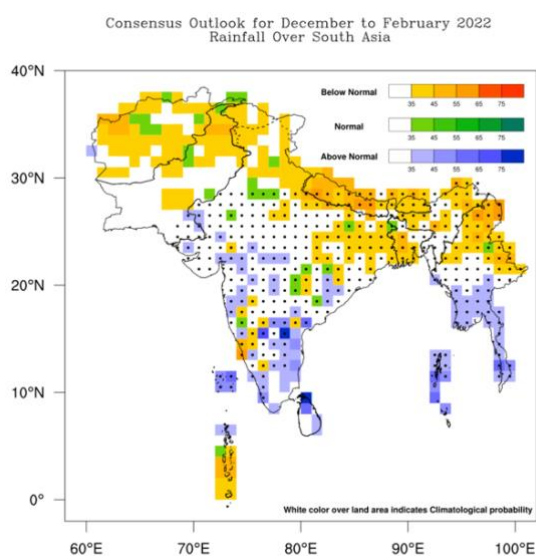 Consensus Outlook for December to February 2022
Rainfall Over South Asia
40°N
30°N
20°N
10°N
0°
Below Normal
35 45 55 65 75
Normal
35 45 55 65 75
Above Normal
35 45 55 65 75
White color over land area indicates Climatological probability
60°E 70°E 80°E 90°E 100°E